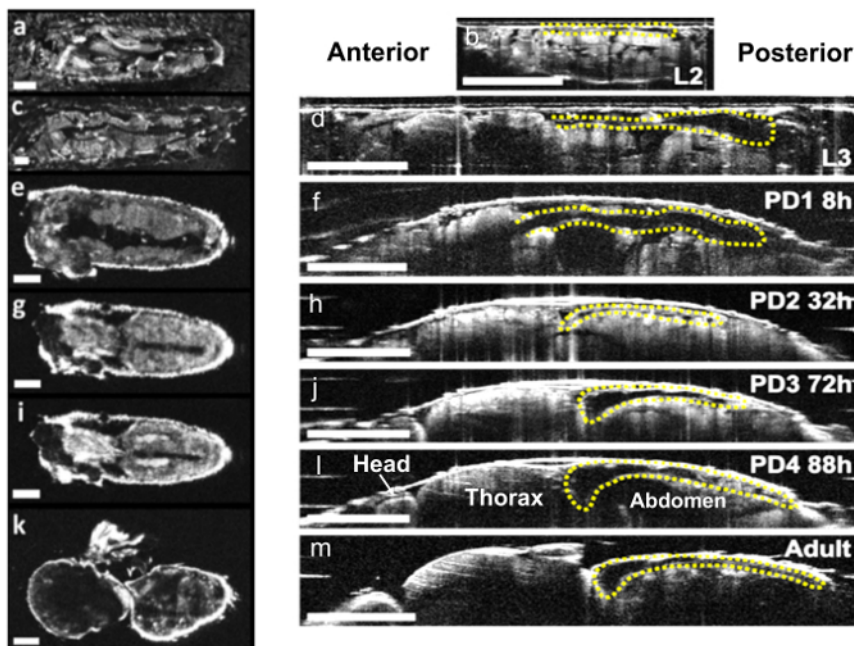 a
c
e
g
i
k
Anterior
b
L2
Posterior
d
L3
f
PD1 8h
h
PD2 32h
j
PD3 72h
l
PD4 88h
Head
Thorax
Abdomen
m
Adult